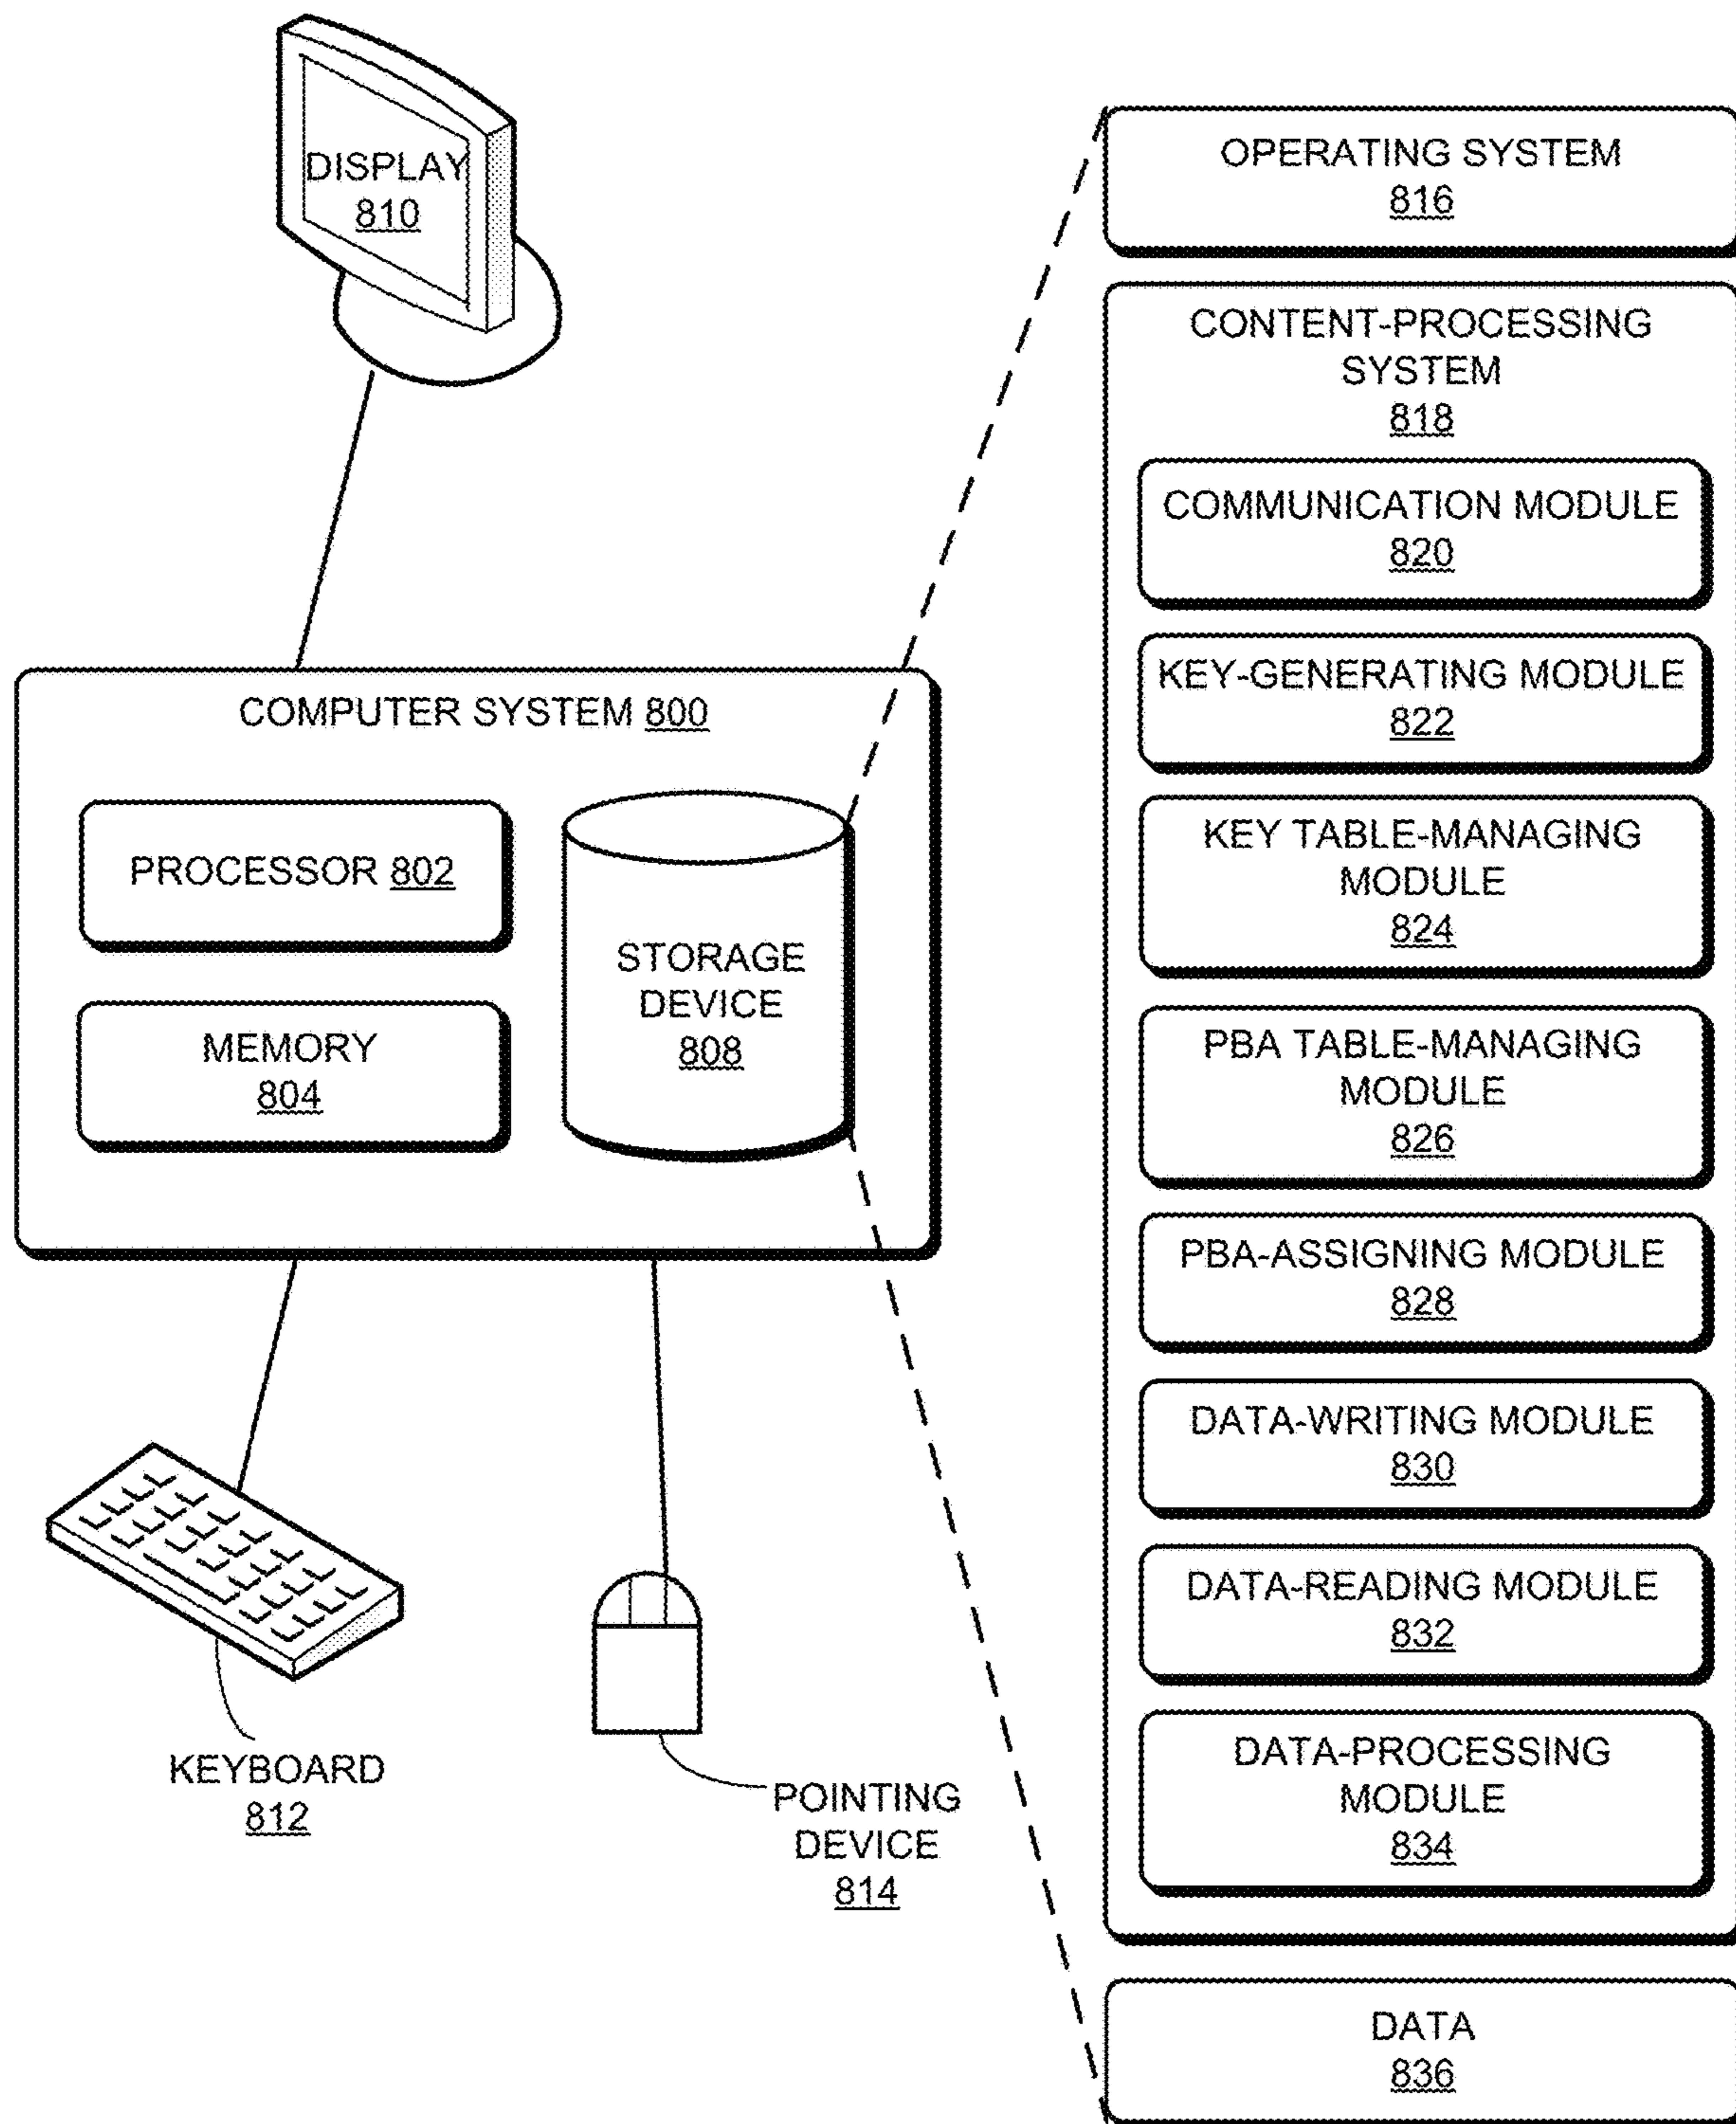 DISPLAY
810
COMPUTER SYSTEM 800
PROCESSOR 802
MEMORY
804
STORAGE
DEVICE
808
KEYBOARD
812
POINTING
DEVICE
814
OPERATING SYSTEM
816
CONTENT-PROCESSING
SYSTEM
818
COMMUNICATION MODULE
820
KEY-GENERATING MODULE
822
KEY TABLE-MANAGING
MODULE
824
PBA TABLE-MANAGING
MODULE
826
PBA-ASSIGNING MODULE
828
DATA-WRITING MODULE
830
DATA-READING MODULE
832
DATA-PROCESSING
MODULE
834
DATA
836